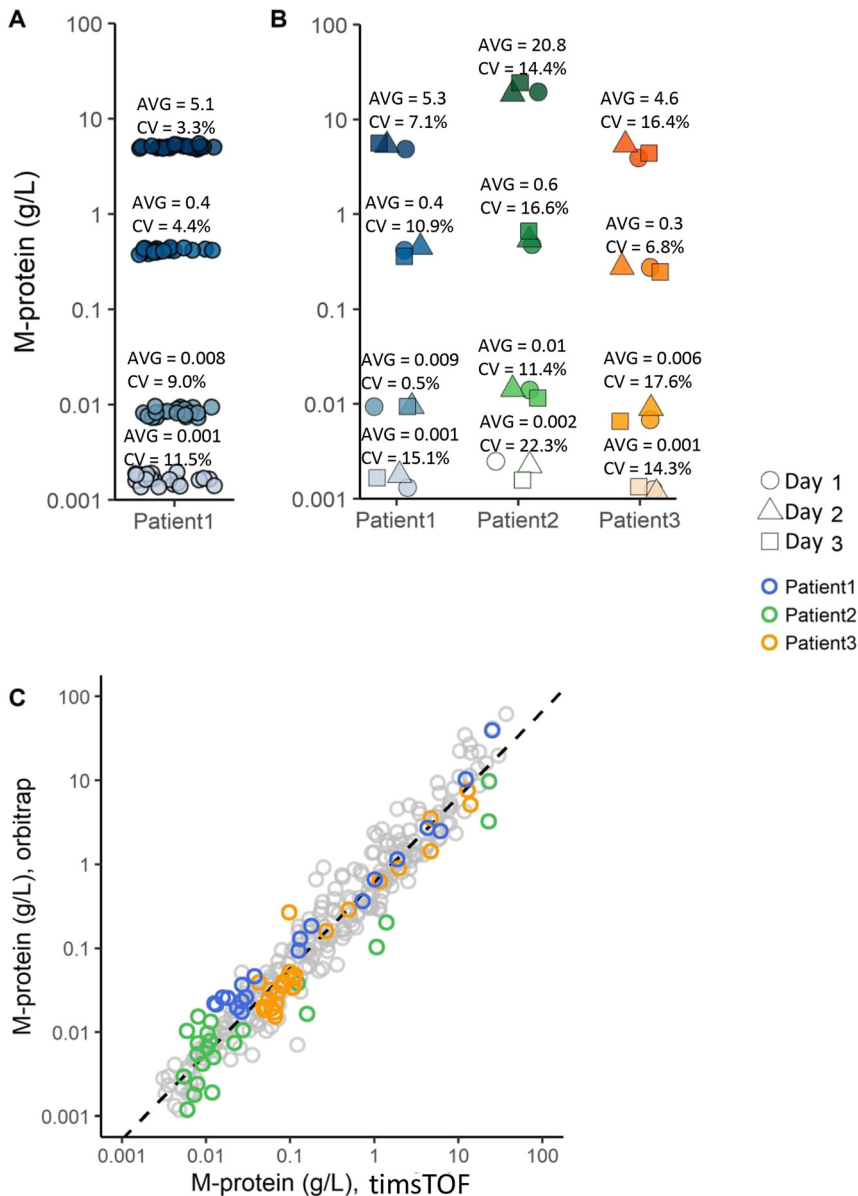 A
B
100
10
1
0.1
0.01
0.001
M-protein (g/L)
AVG = 5.1
CV = 3.3%
AVG = 0.4
CV = 4.4%
AVG = 0.008
CV = 9.0%
AVG = 0.001
CV = 11.5%
Patient1
100
10
1
0.1
0.01
0.001
AVG = 5.3
CV = 7.1%
AVG = 0.4
CV = 10.9%
AVG = 0.009
CV = 0.5%
AVG = 0.001
CV = 15.1%
AVG = 20.8
CV = 14.4%
AVG = 0.6
CV = 16.6%
AVG = 0.01
CV = 11.4%
AVG = 0.002
CV = 22.3%
AVG = 4.6
CV = 16.4%
AVG = 0.3
CV = 6.8%
AVG = 0.006
CV = 17.6%
AVG = 0.001
CV = 14.3%
Patient1
Patient2
Patient3
Day 1
Day 2
Day 3
Patient1
Patient2
Patient3
C
100
10
1
0.1
0.01
0.001
M-protein (g/L), orbitrap
0.001
0.01
0.1
1
10
100
M-protein (g/L), timsTOF